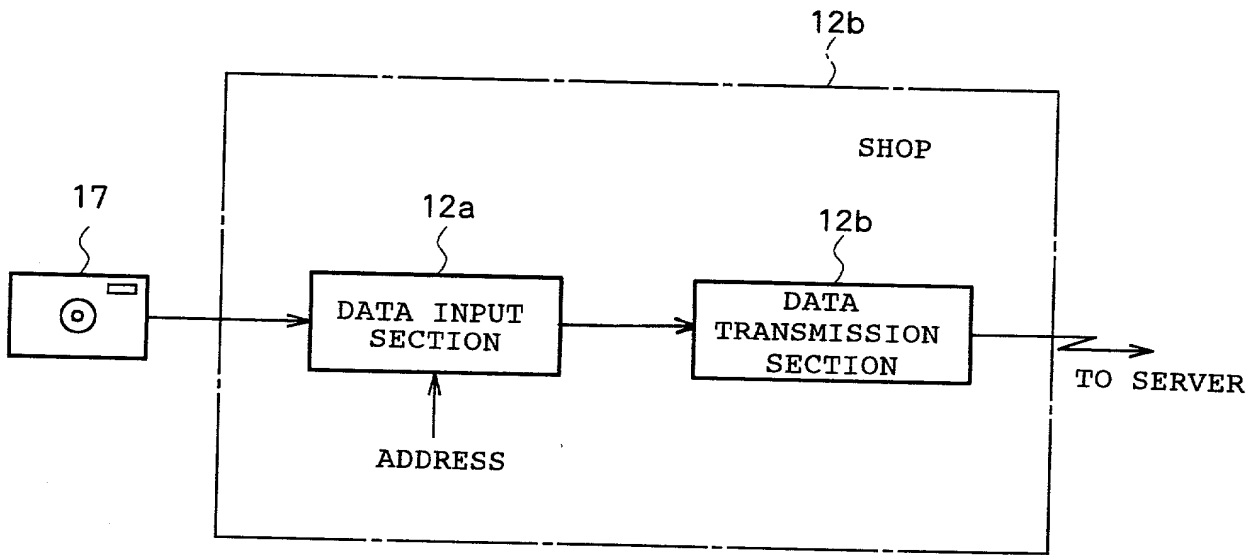 12b
SHOP
17
12a
12b
DATA INPUT
SECTION
DATA
TRANSMISSION
SECTION
TO SERVER
ADDRESS